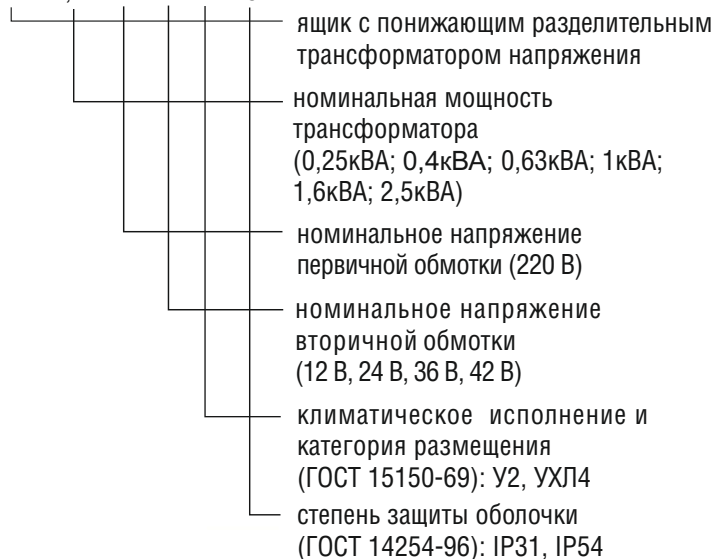 ящик с понижающим разделительным
трансформатором напряжения
номинальная мощность
трансформатора
(0,25кВА; 0,4кВА; 0,63кВА; 1кВА;
1,6кВА; 2,5кВА)
номинальное напряжение
первичной обмотки (220 В)
номинальное напряжение
вторичной обмотки
(12 В, 24 В, 36 В, 42 В)
климатическое исполнение и
категория размещения
(ГОСТ 15150-69): У2, УХЛ4
степень защиты оболочки
(ГОСТ 14254-96): IP31, IP54